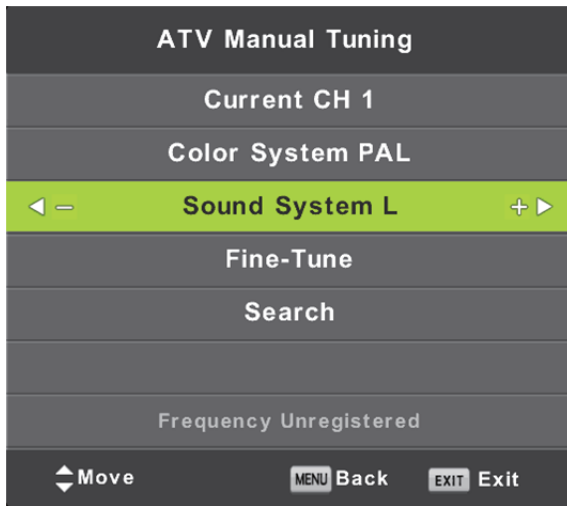 ATV Manual Tuning
Current CH 1
Color System PAL
− Sound System L +
Fine-Tune
Search
Frequency Unregistered
Move MENU Back EXIT Exit